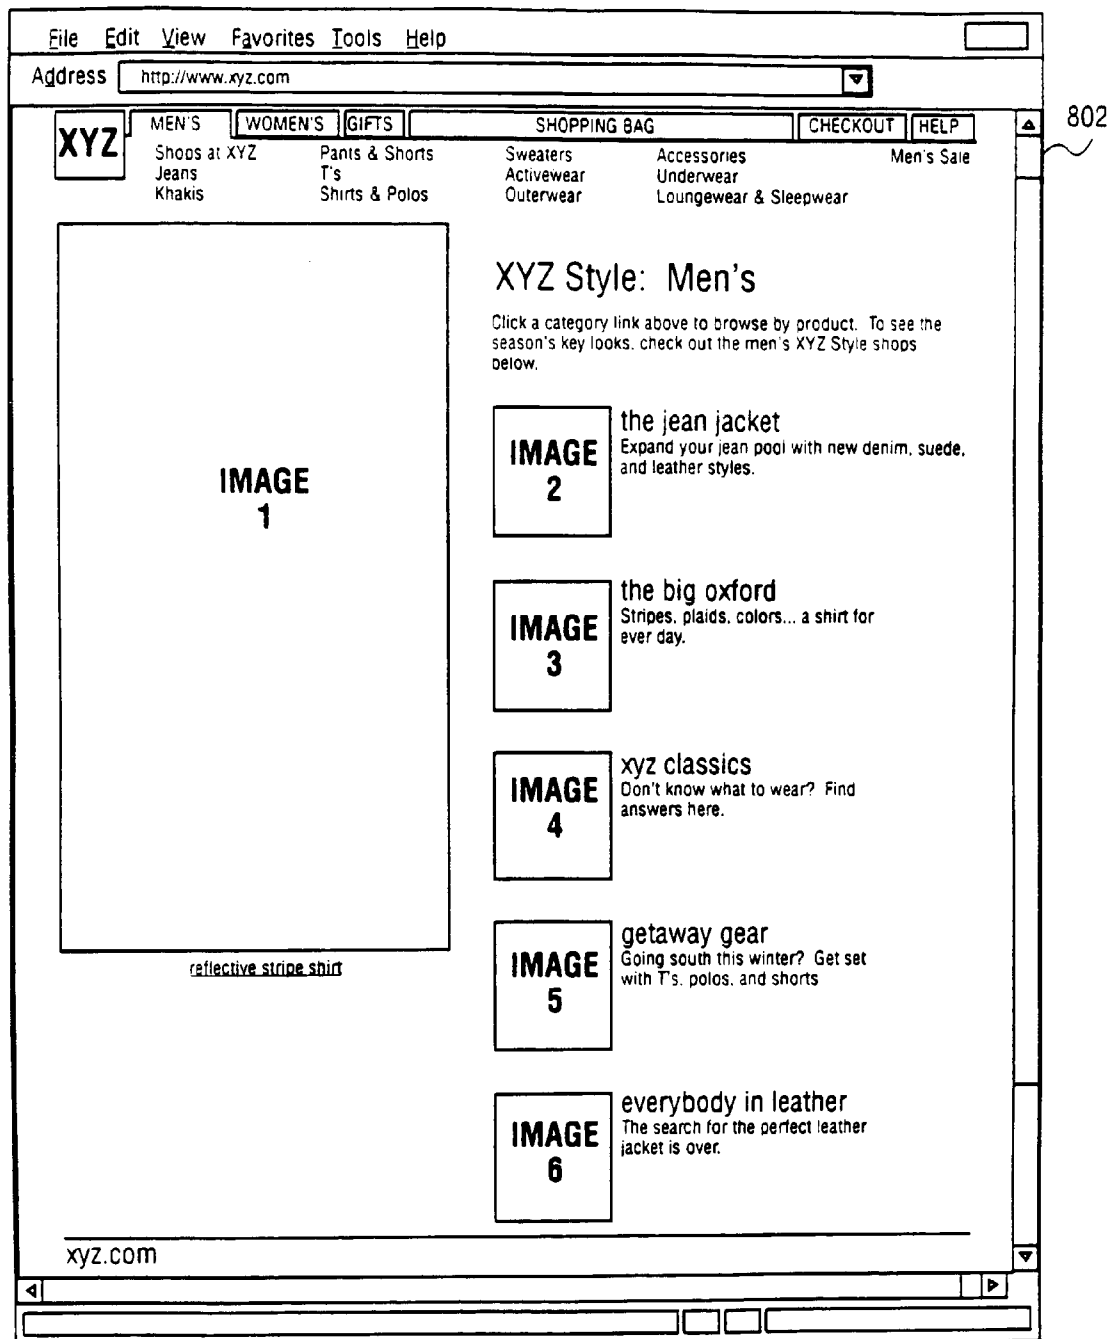 File Edit View Favorites Tools Help
Address http://www.xyz.com
802
XYZ MEN'S WOMEN'S GIFTS SHOPPING BAG CHECKOUT HELP
Shops at XYZ Pants & Shorts Sweaters Accessories Men's Sale
Jeans T's Activewear Underwear
Khakis Shirts & Polos Outerwear Loungewear & Sleepwear
XYZ Style: Men's
Click a category link above to browse by product. To see the
season's key looks, check out the men's XYZ Style shops
below.
IMAGE
1
reflective stripe shirt
IMAGE
2
the jean jacket
Expand your jean pool with new denim, suede,
and leather styles.
IMAGE
3
the big oxford
Stripes, plaids, colors... a shirt for
ever day.
IMAGE
4
xyz classics
Don't know what to wear? Find
answers here.
IMAGE
5
getaway gear
Going south this winter? Get set
with T's, polos, and shorts
IMAGE
6
everybody in leather
The search for the perfect leather
jacket is over.
xyz.com